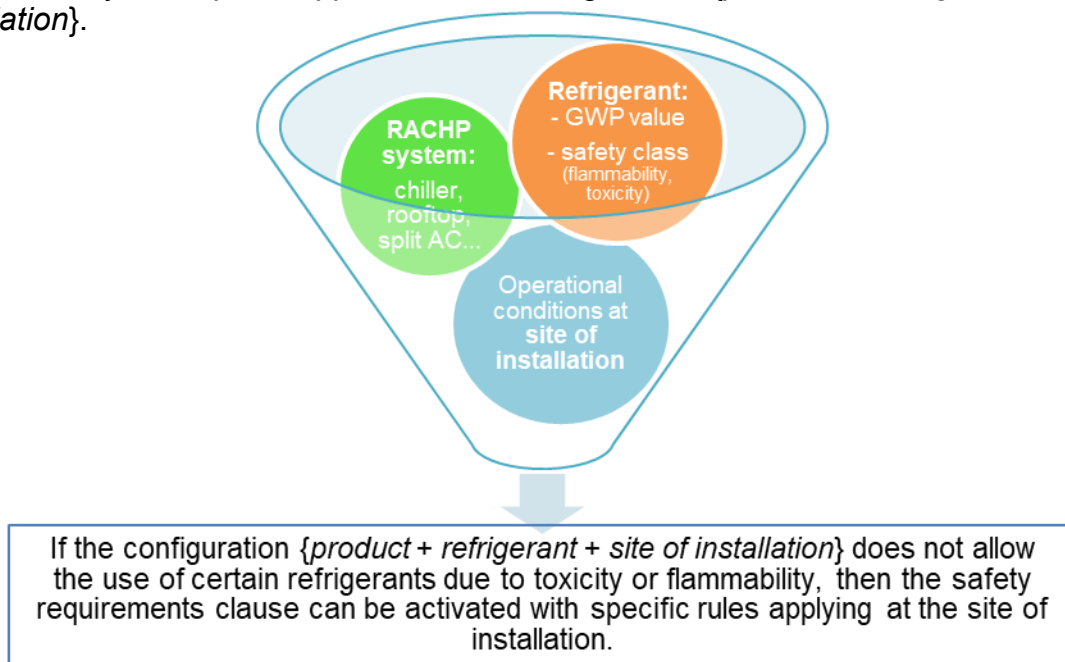 lation}.
Refrigerant:
- GWP value
- safety class
(flammability,
toxicity)
RACHP
system:
chiller,
rooftop,
split AC...
Operational
conditions at
site of
installation
If the configuration {product + refrigerant + site of installation} does not allow
the use of certain refrigerants due to toxicity or flammability, then the safety
requirements clause can be activated with specific rules applying at the site of
installation.